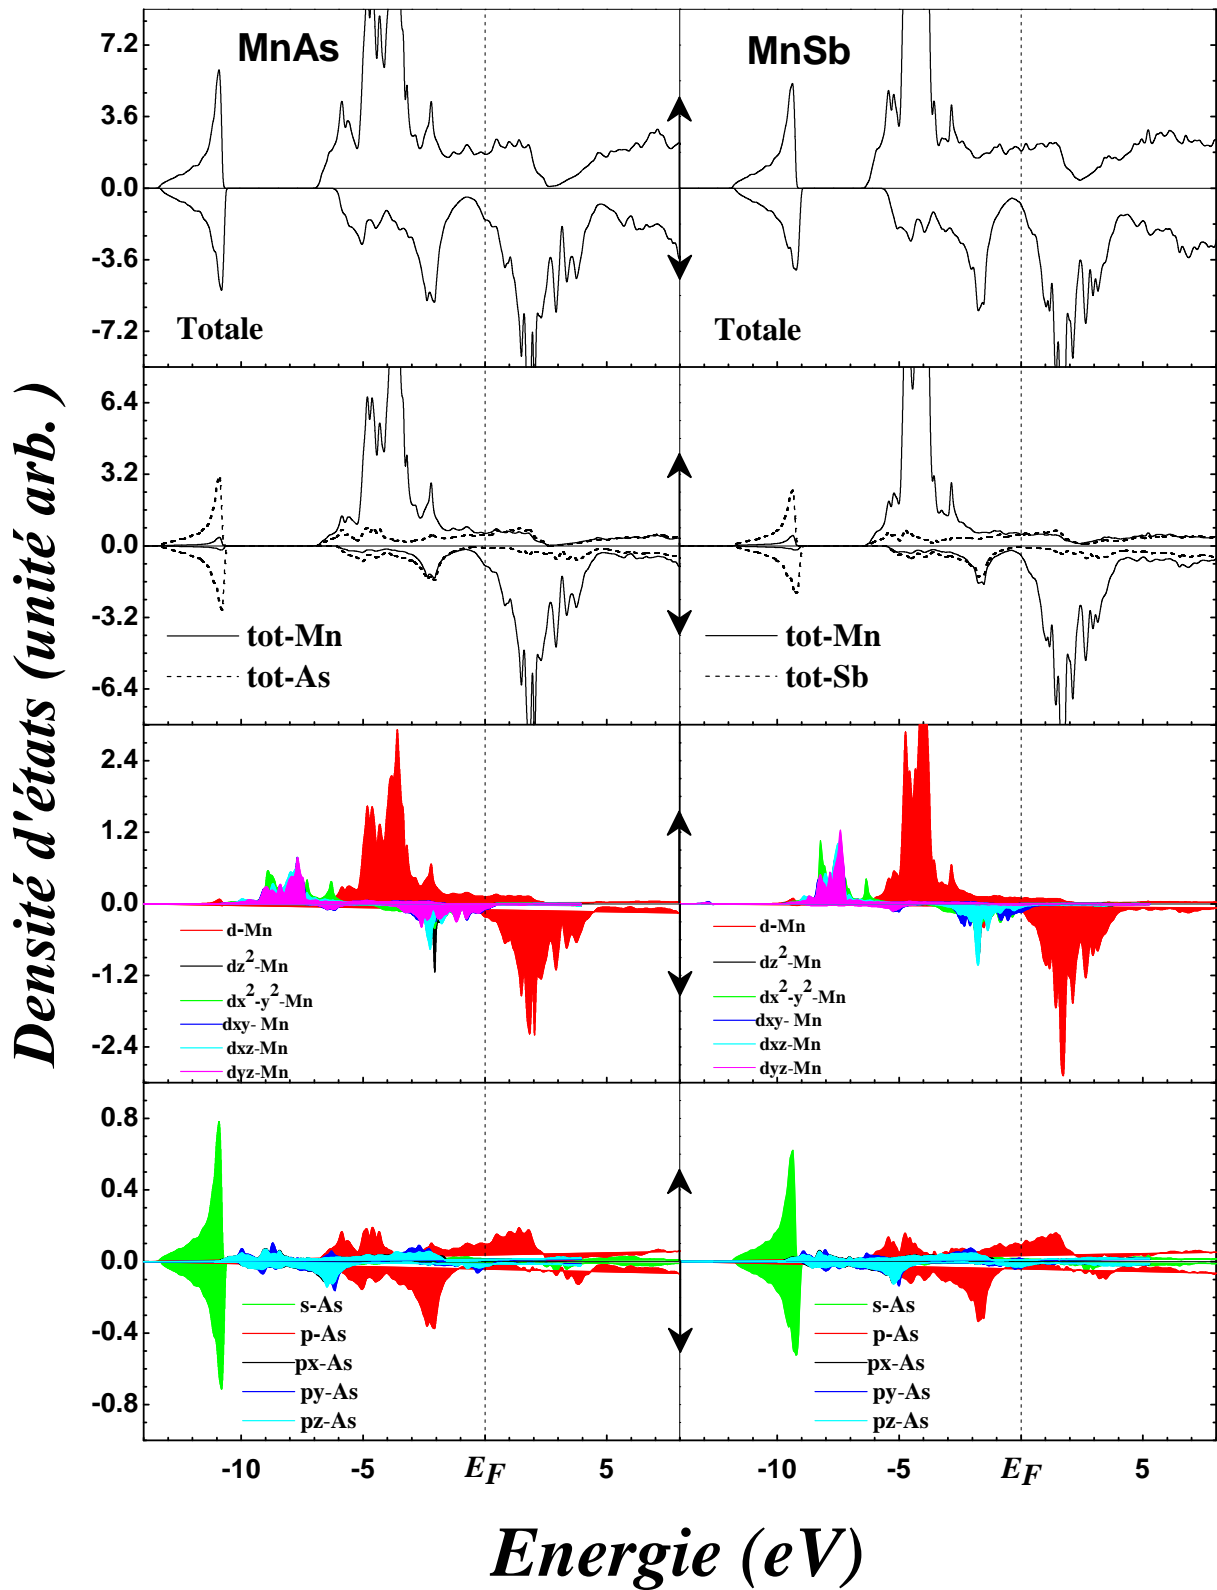 MnAs
MnSb
7.2
3.6
0.0
-3.6
-7.2
Totale
Totale
6.4
3.2
0.0
-3.2
-6.4
tot-Mn
tot-As
tot-Mn
tot-Sb
2.4
1.2
0.0
-1.2
-2.4
d-Mn
dz²-Mn
dx²-y²-Mn
dxy- Mn
dxz-Mn
dyz-Mn
d-Mn
dz²-Mn
dx²-y²-Mn
dxy- Mn
dxz-Mn
dyz-Mn
0.8
0.4
0.0
-0.4
-0.8
s-As
p-As
px-As
py-As
pz-As
s-As
p-As
px-As
py-As
pz-As
-10 -5 EF 5
-10 -5 EF 5
Densité d'états (unité arb. )
Energie (eV)